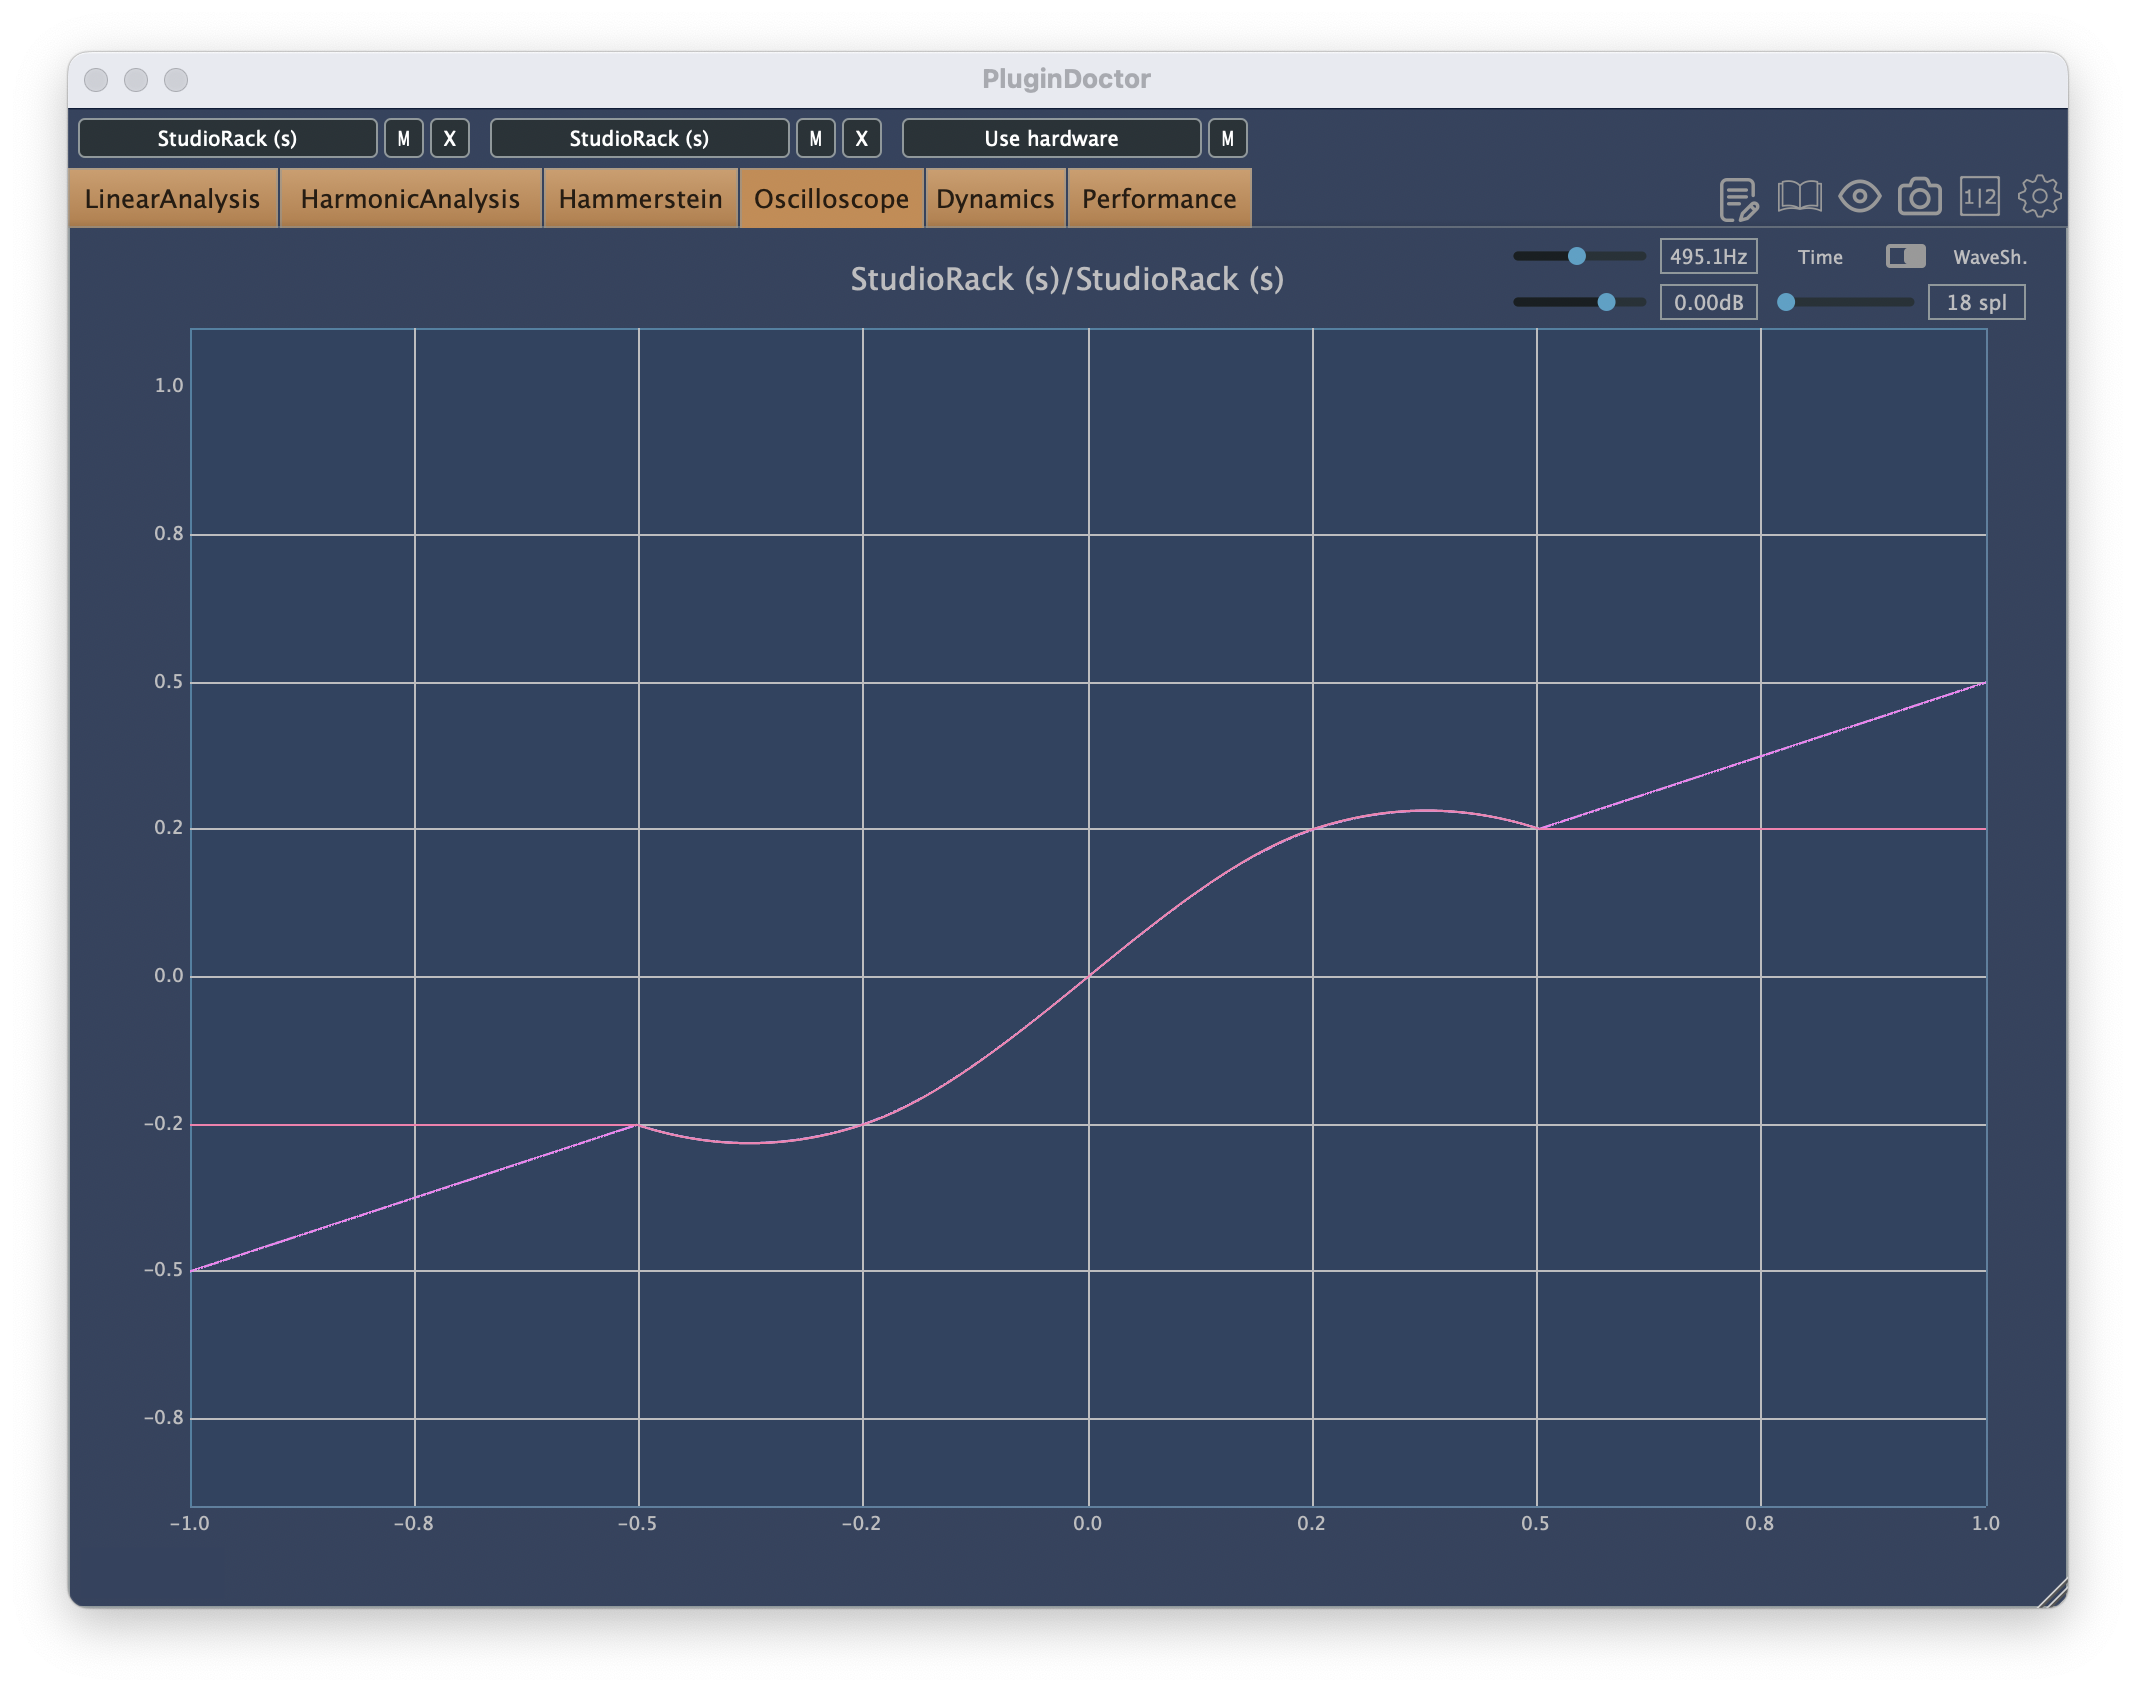 PluginDoctor
StudioRack (s) M X StudioRack (s) M X Use hardware M
LinearAnalysis HarmonicAnalysis Hammerstein Oscilloscope Dynamics Performance 1|2
495.1Hz Time WaveSh.
StudioRack (s)/StudioRack (s)
0.00dB 18 spl
1.0
0.8
0.5
0.2
0.0
−0.2
−0.5
−0.8
−1.0 −0.8 −0.5 −0.2 0.0 0.2 0.5 0.8 1.0